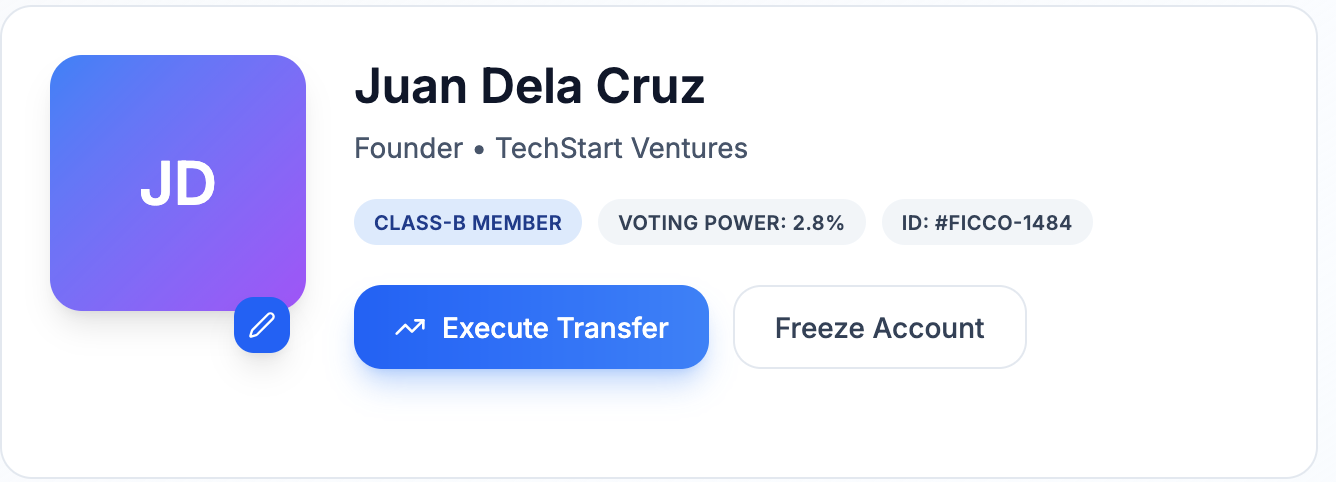 JD
Juan Dela Cruz
Founder • TechStart Ventures
CLASS-B MEMBER VOTING POWER: 2.8% ID: #FICCO-1484
Execute Transfer Freeze Account